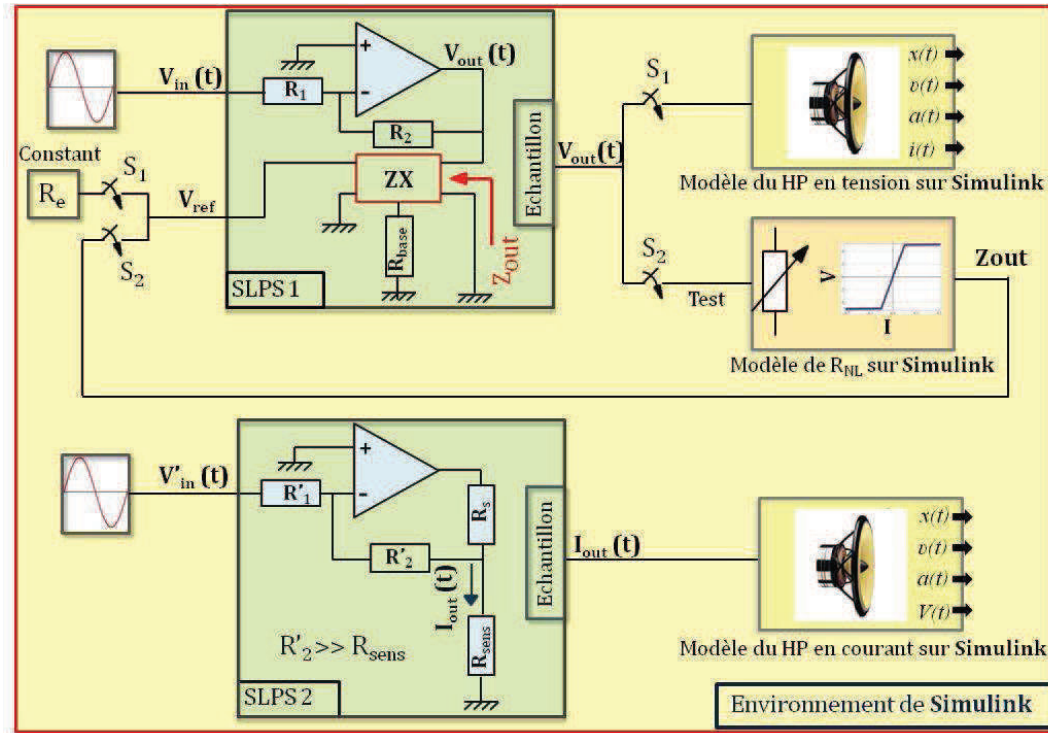 V_in (t)
V_out (t)
R_1
+
-
R_2
Constant
R_e
S_1
S_2
V_ref
ZX
R_base
Z_out
SLPS 1
Echantillon
V_out (t)
S_1
S_2
Test
x(t)
v(t)
a(t)
i(t)
Modèle du HP en tension sur Simulink
V
I
Zout
Modèle de R_NL sur Simulink
V'_in (t)
R'_1
+
-
R'_2
R_s
I_out (t)
R_sens
R'_2 >> R_sens
SLPS 2
Echantillon
I_out (t)
x(t)
v(t)
a(t)
V(t)
Modèle du HP en courant sur Simulink
Environnement de Simulink